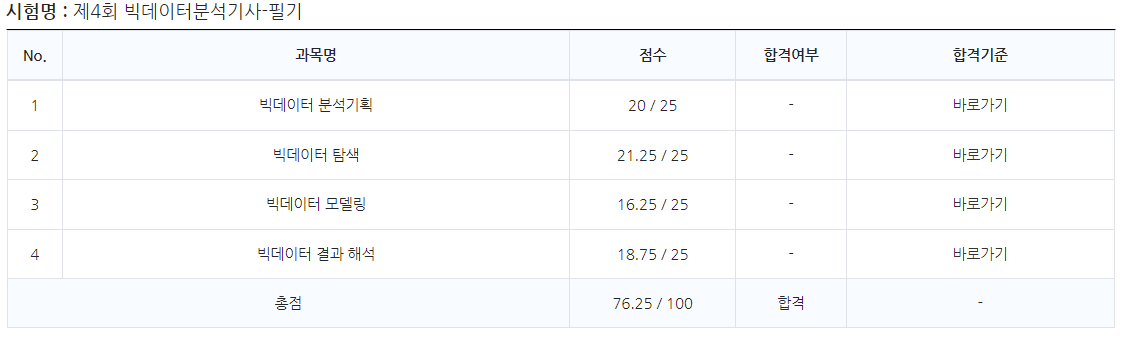 시험명 : 제4회 빅데이터분석기사-필기
No. 과목명 점수 합격여부 합격기준
1 빅데이터 분석기획 20 / 25 - 바로가기
2 빅데이터 탐색 21.25 / 25 - 바로가기
3 빅데이터 모델링 16.25 / 25 - 바로가기
4 빅데이터 결과 해석 18.75 / 25 - 바로가기
총점 76.25 / 100 합격 -